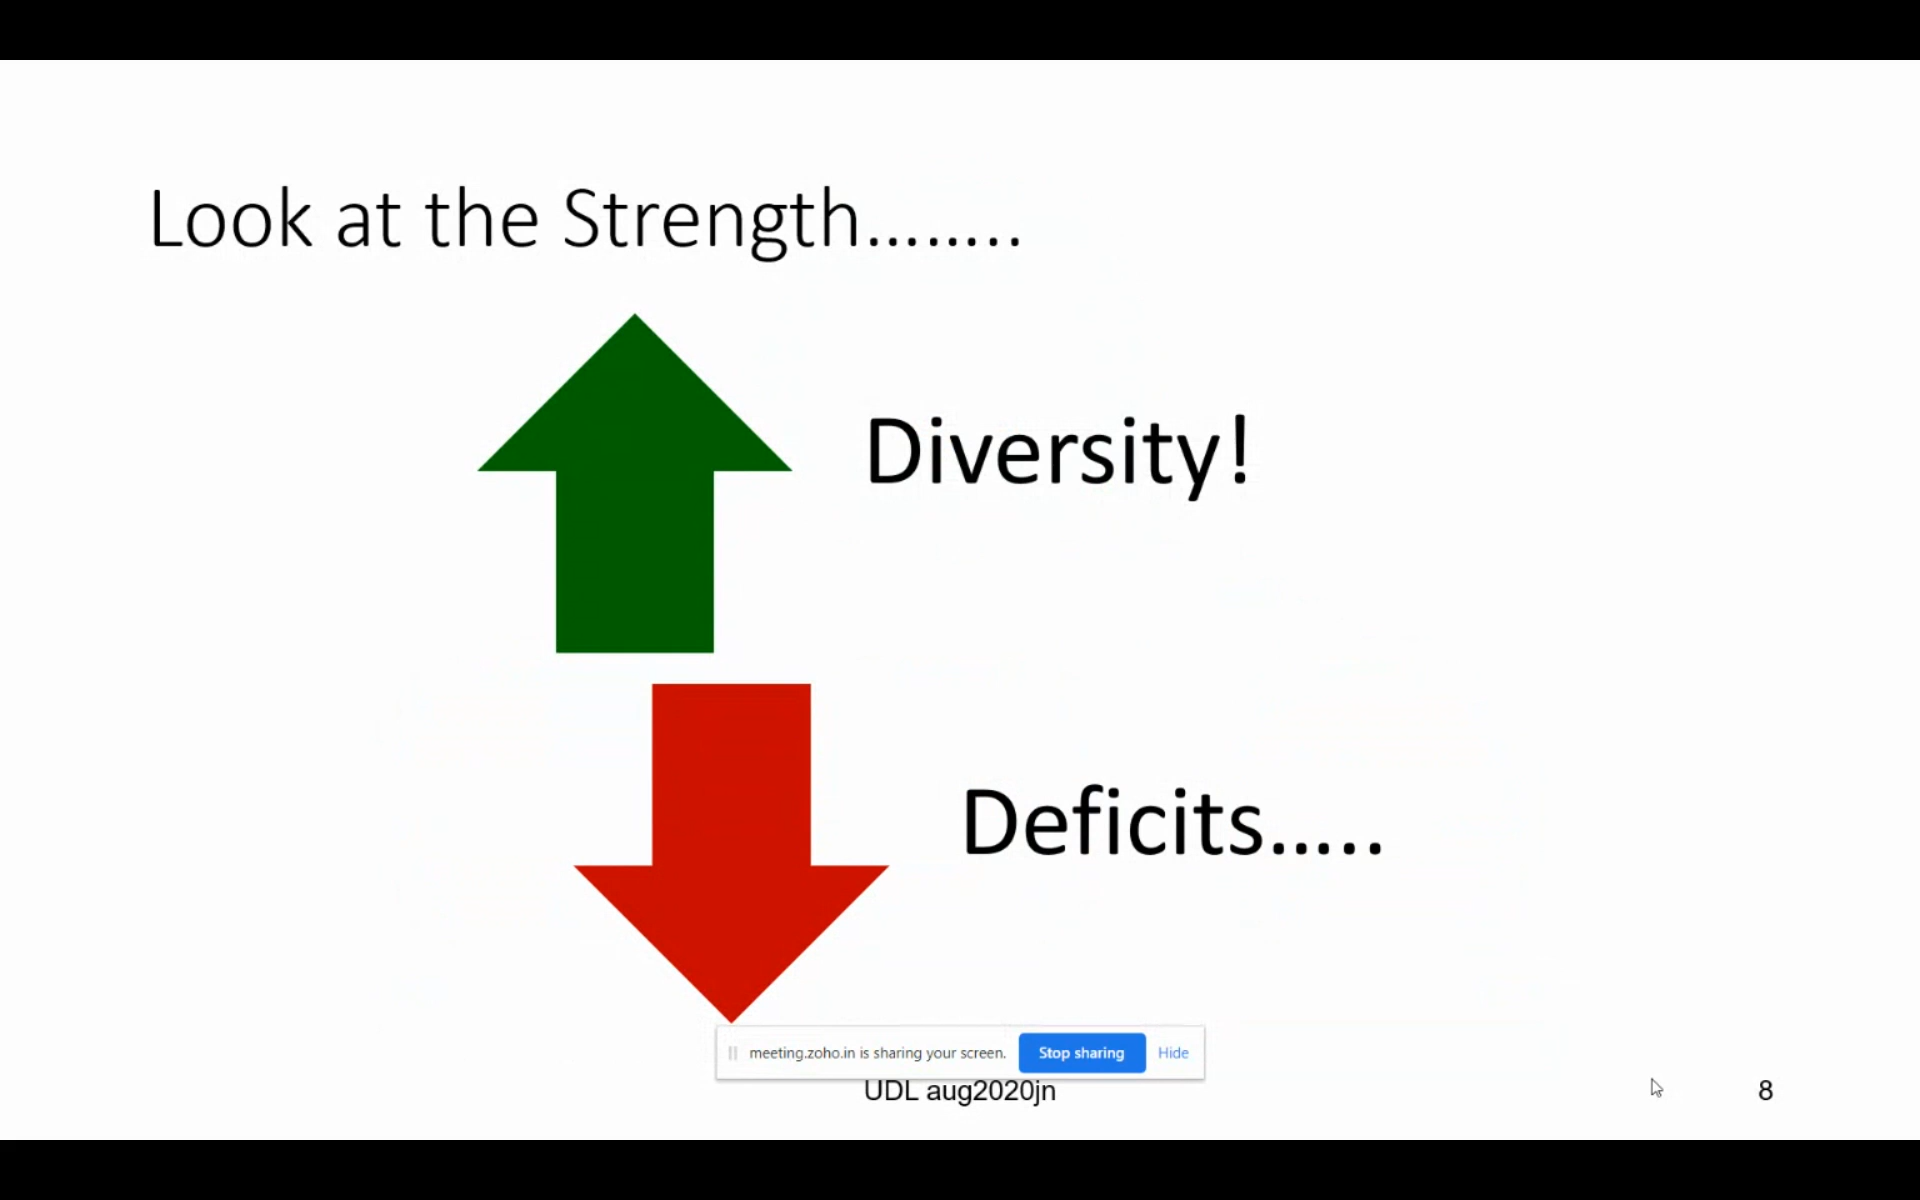 Look at the Strength........
Diversity!
Deficits.....
meeting.zoho.in is sharing your screen. Stop sharing Hide
UDL aug2020jn 8